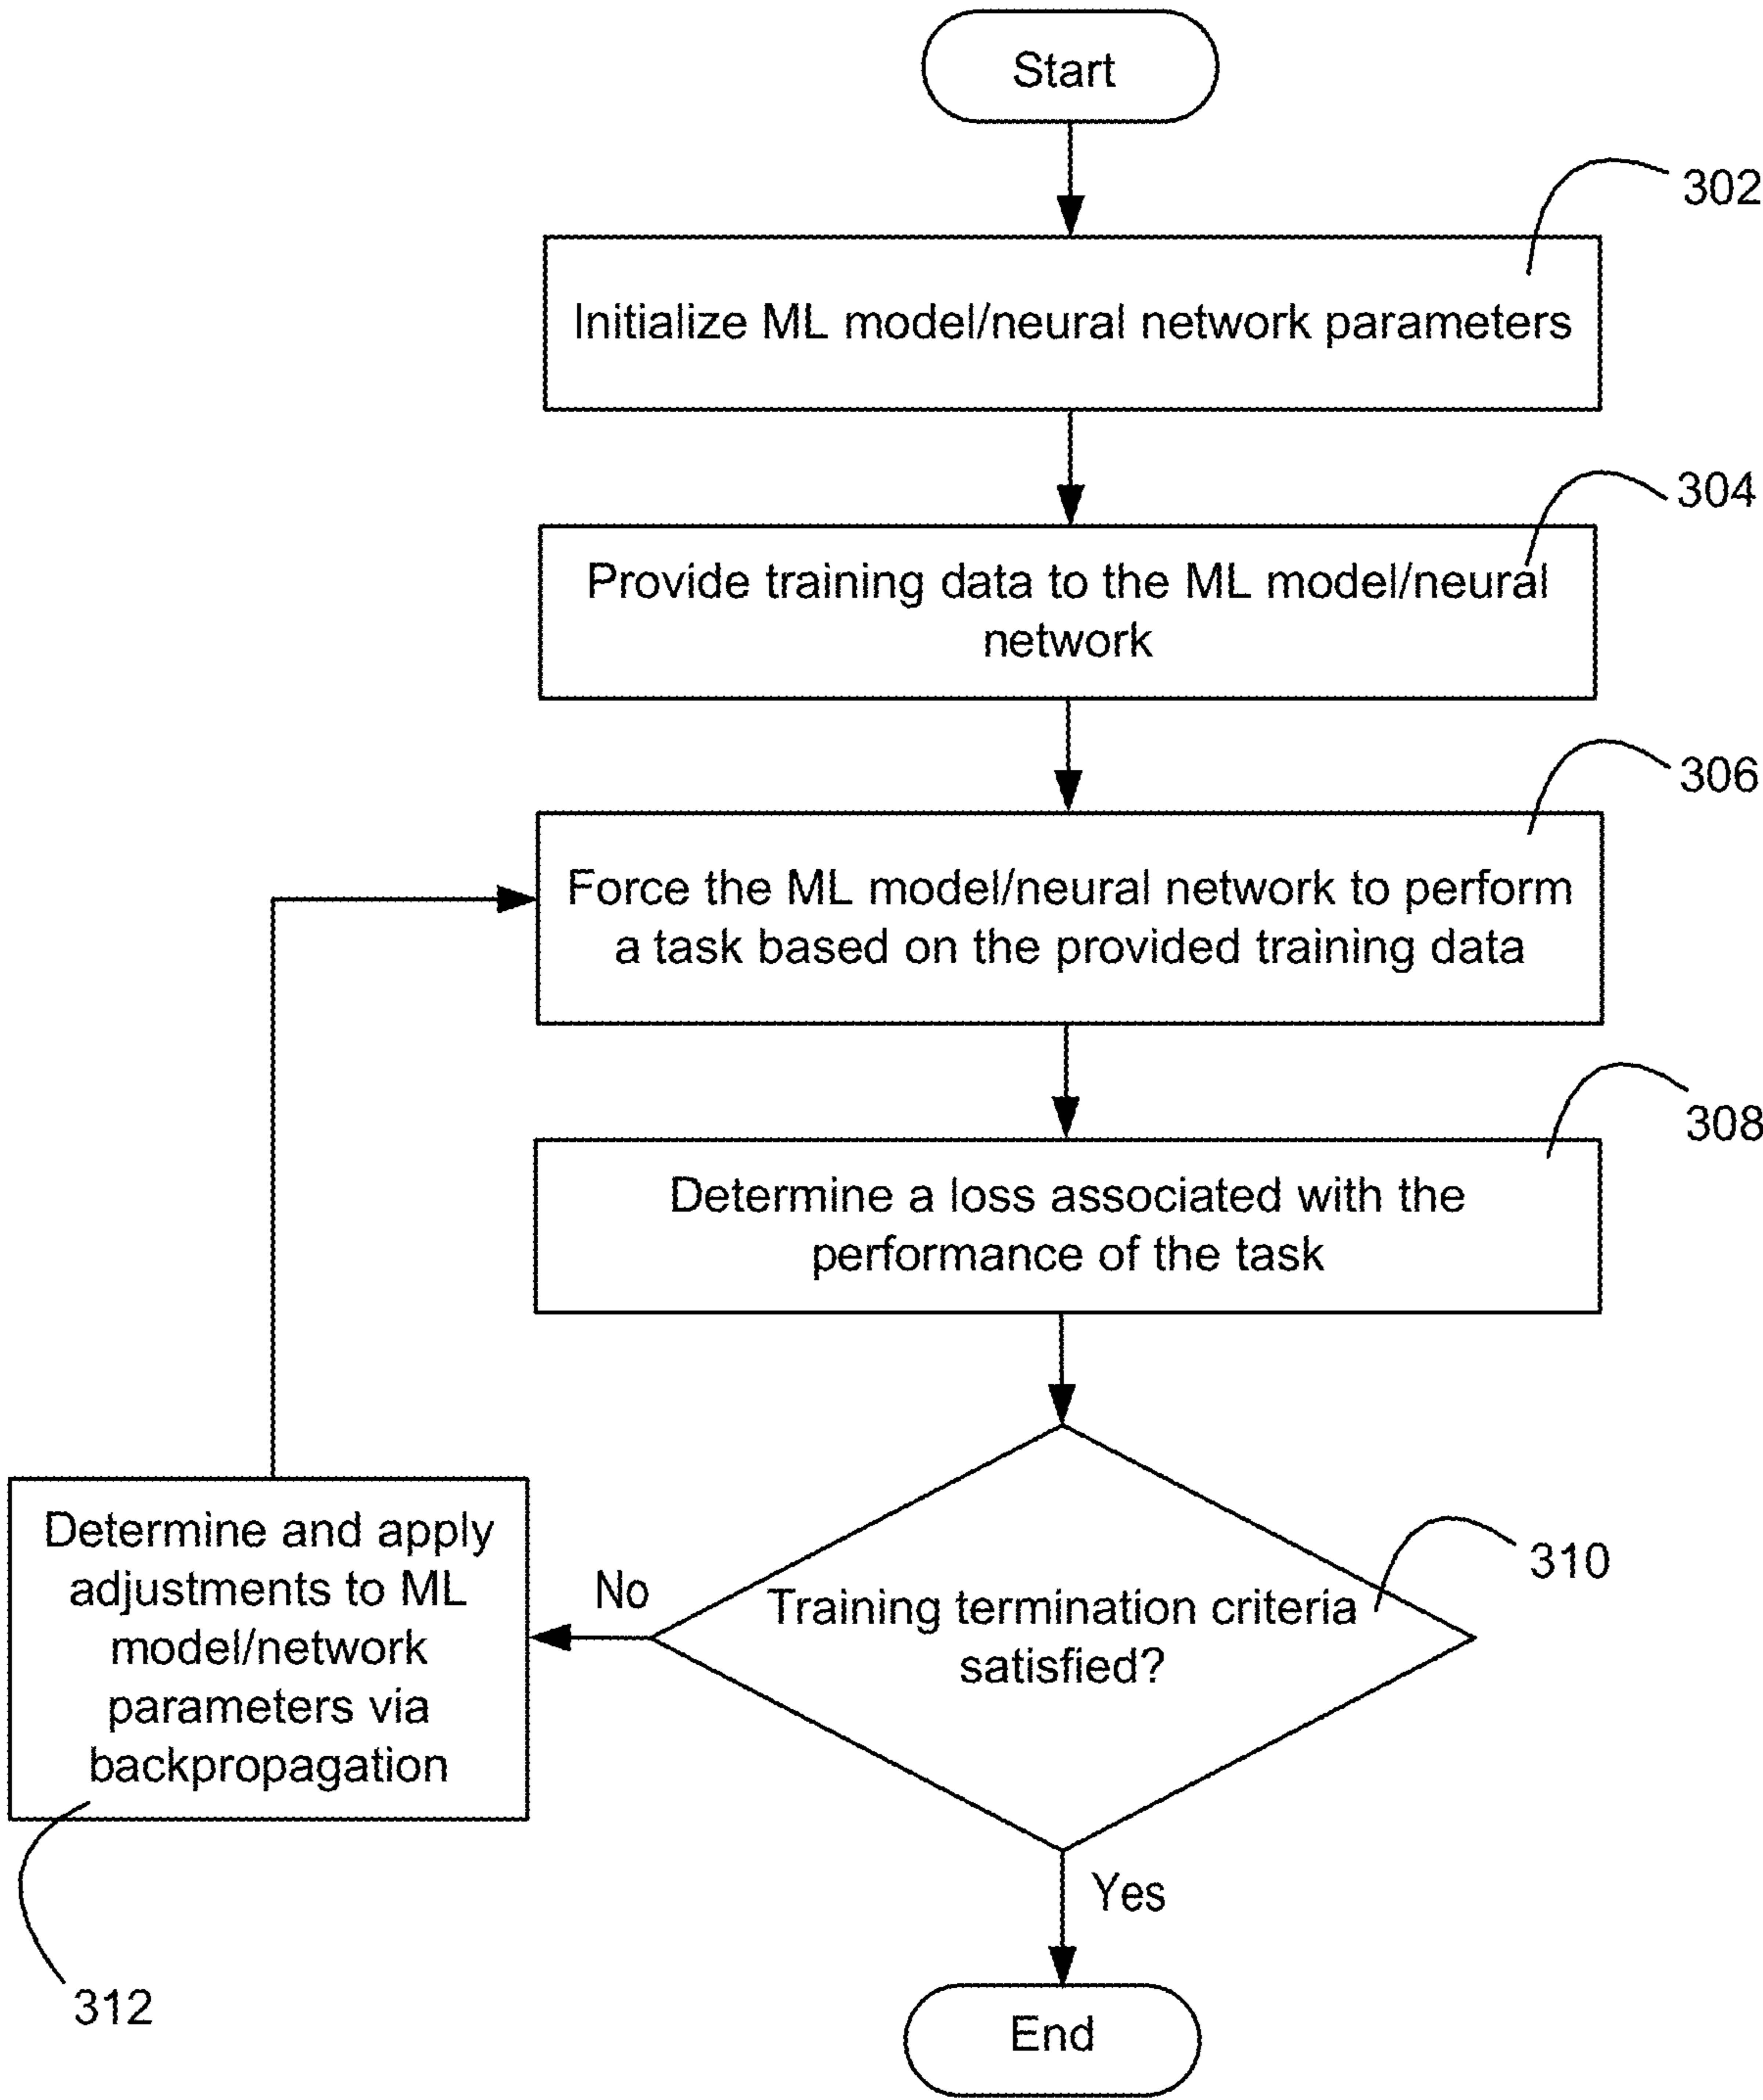 Start
302
Initialize ML model/neural network parameters
304
Provide training data to the ML model/neural
network
306
Force the ML model/neural network to perform
a task based on the provided training data
308
Determine a loss associated with the
performance of the task
310
Training termination criteria
satisfied?
No
Determine and apply
adjustments to ML
model/network
parameters via
backpropagation
312
Yes
End